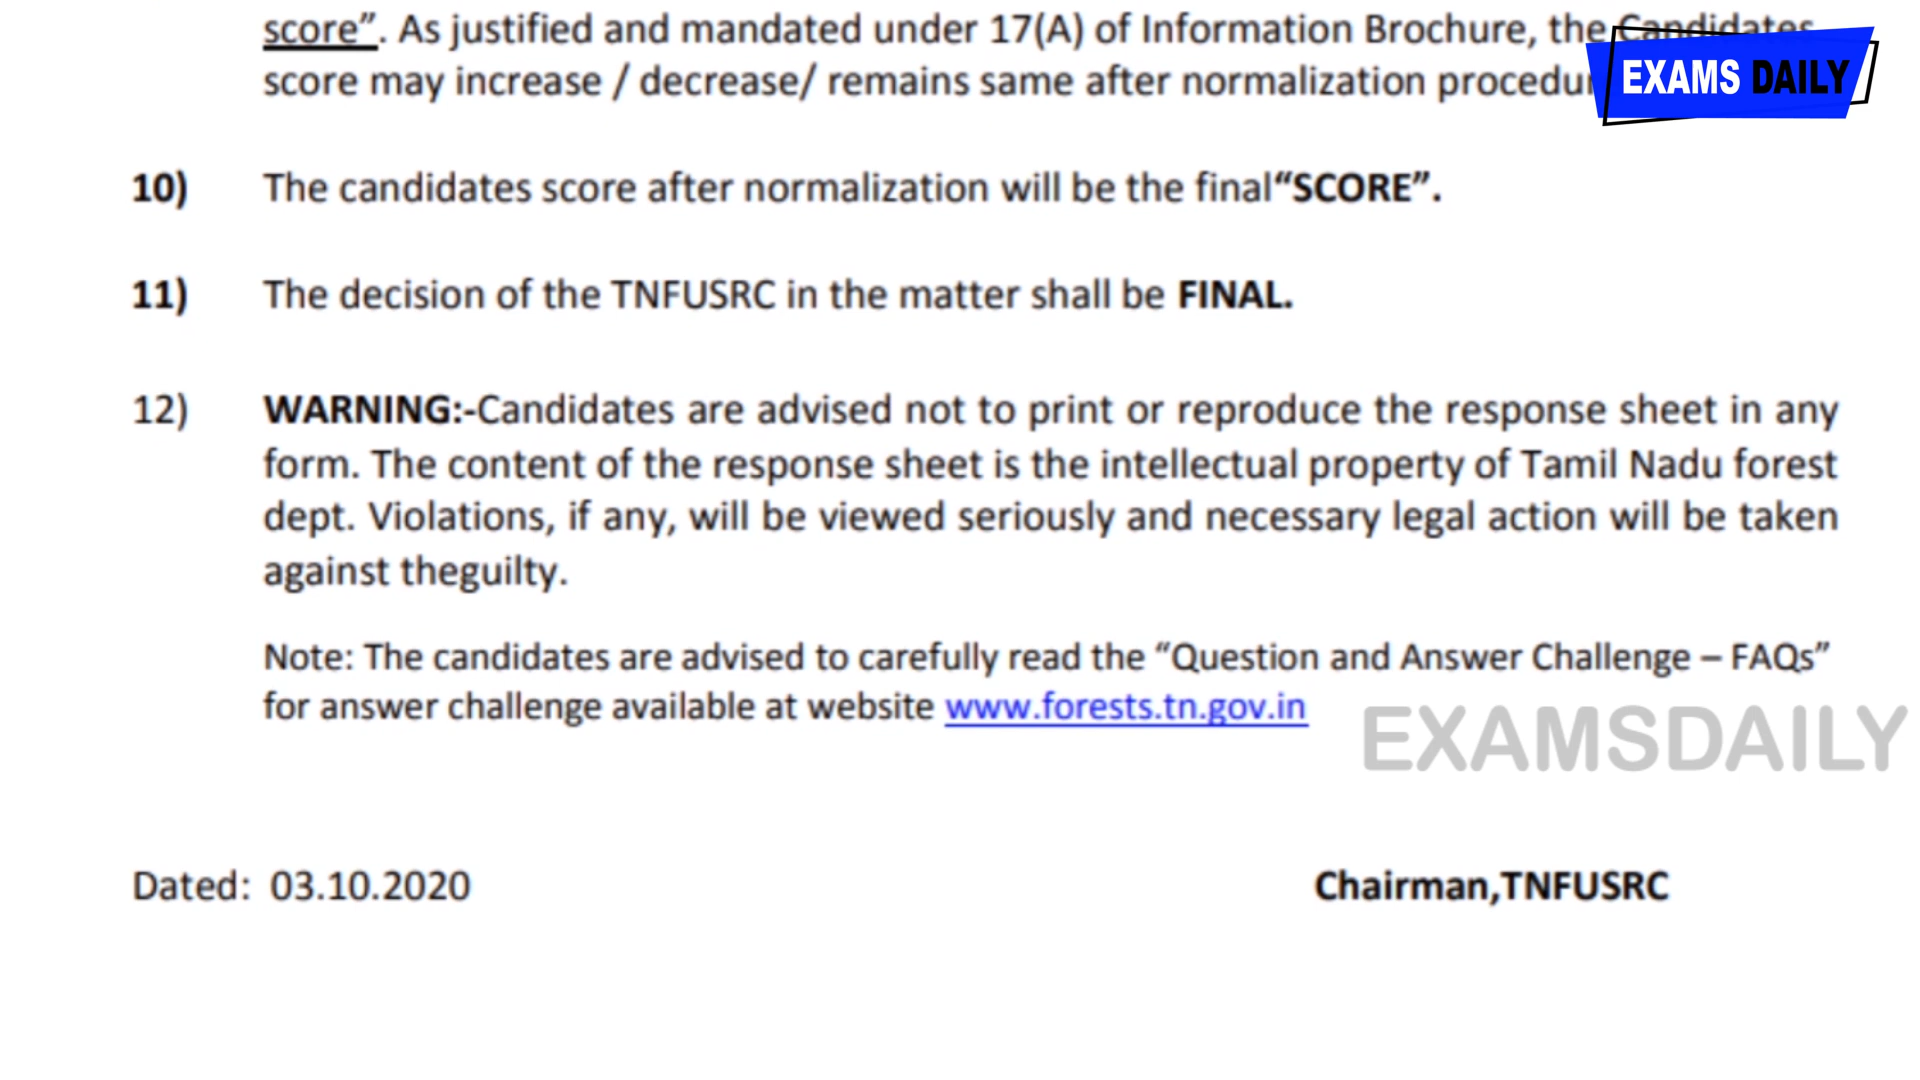 score”. As justified and mandated under 17(A) of Information Brochure, the Candidates
score may increase / decrease/ remains same after normalization
EXAMS DAILY
10) The candidates score after normalization will be the final“SCORE”.
11) The decision of the TNFUSRC in the matter shall be FINAL.
12) WARNING:-Candidates are advised not to print or reproduce the response sheet in any
form. The content of the response sheet is the intellectual property of Tamil Nadu forest
dept. Violations, if any, will be viewed seriously and necessary legal action will be taken
against theguilty.
Note: The candidates are advised to carefully read the “Question and Answer Challenge – FAQs”
for answer challenge available at website www.forests.tn.gov.in
EXAMSDAILY
Dated: 03.10.2020 Chairman,TNFUSRC